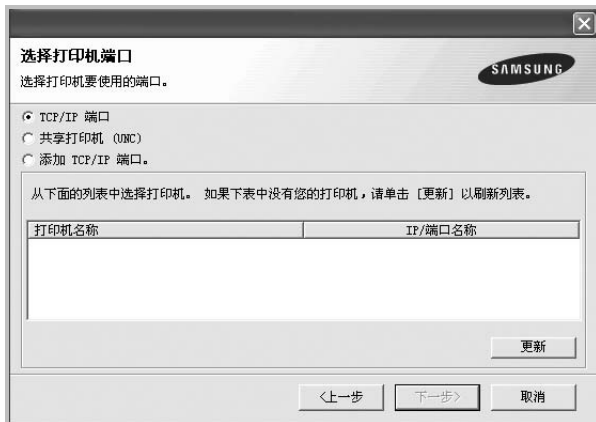 选择打印机端口
选择打印机要使用的端口。
SAMSUNG
TCP/IP 端口
共享打印机 (UNC)
添加 TCP/IP 端口。
从下面的列表中选择打印机。 如果下表中没有您的打印机，请单击 [更新] 以刷新列表。
打印机名称 IP/端口名称
更新
<上一步 下一步> 取消